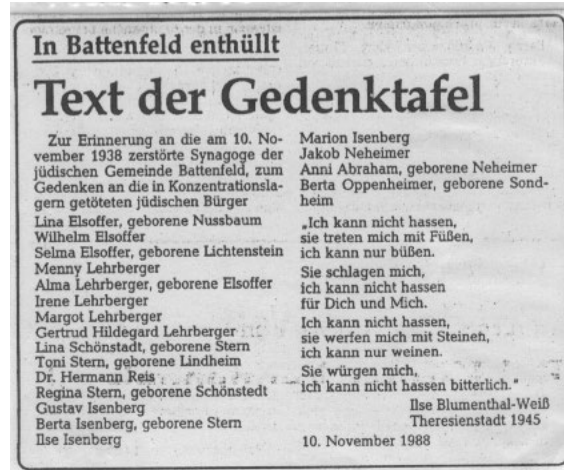 In Battenfeld enthüllt
Text der Gedenktafel
Zur Erinnerung an die am 10. No-
vember 1938 zerstörte Synagoge der
jüdischen Gemeinde Battenfeld, zum
Gedenken an die in Konzentrationsla-
gern getöteten jüdischen Bürger
Lina Elsoffer, geborene Nussbaum
Wilhelm Elsoffer
Selma Elsoffer, geborene Lichtenstein
Menny Lehrberger
Alma Lehrberger, geborene Elsoffer
Irene Lehrberger
Margot Lehrberger
Gertrud Hildegard Lehrberger
Lina Schönstadt, geborene Stern
Toni Stern, geborene Lindheim
Dr. Hermann Reis
Regina Stern, geborene Schönstedt
Gustav Isenberg
Berta Isenberg, geborene Stern
Ilse Isenberg
Marion Isenberg
Jakob Neheimer
Anni Abraham, geborene Neheimer
Berta Oppenheimer, geborene Sond-
heim
„Ich kann nicht hassen,
sie treten mich mit Füßen,
ich kann nur büßen.
Sie schlagen mich,
ich kann nicht hassen
für Dich und Mich.
Ich kann nicht hassen,
sie werfen mich mit Steinen,
ich kann nur weinen.
Sie würgen mich,
ich kann nicht hassen bitterlich."
Ilse Blumenthal-Weiß
Theresienstadt 1945
10. November 1988